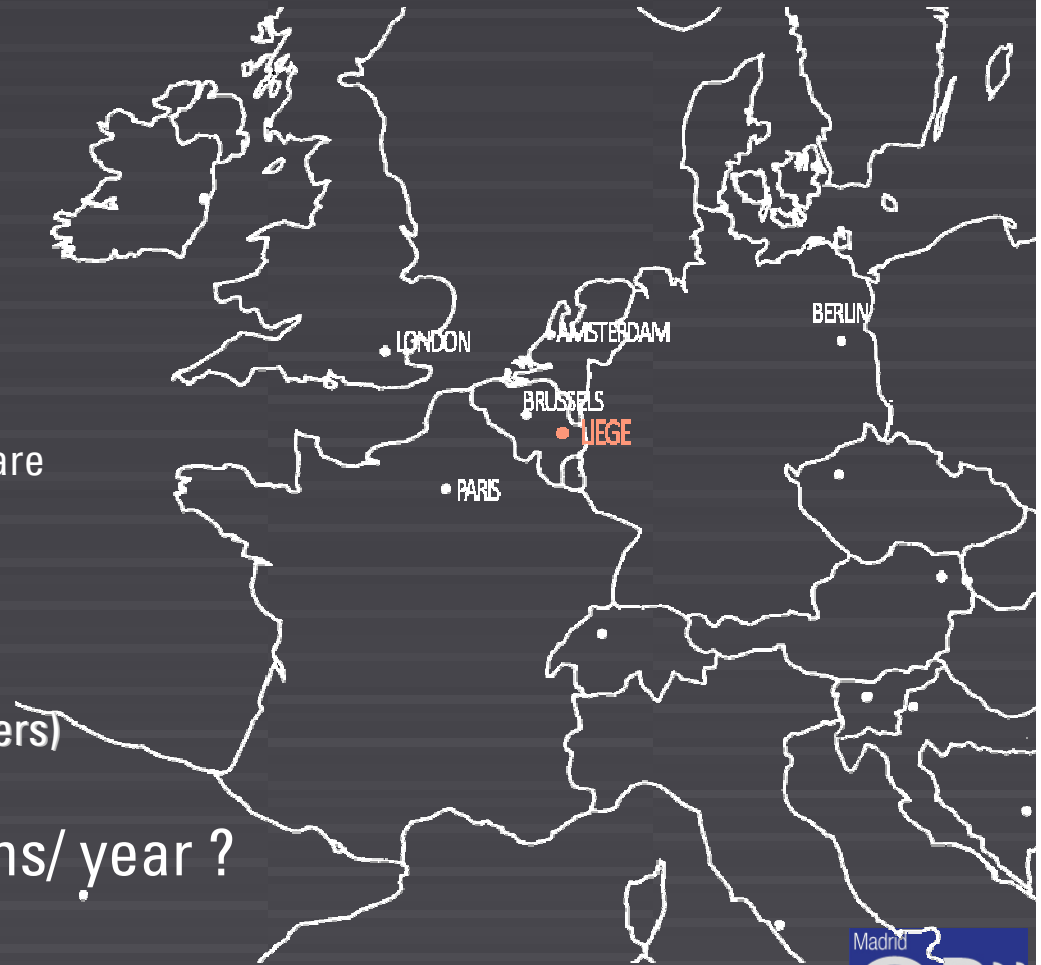 BERLIN
LONDON
AMSTERDAM
BRUSSELS
LIEGE
are
PARIS
ers)
ns/ year ?
Madrid